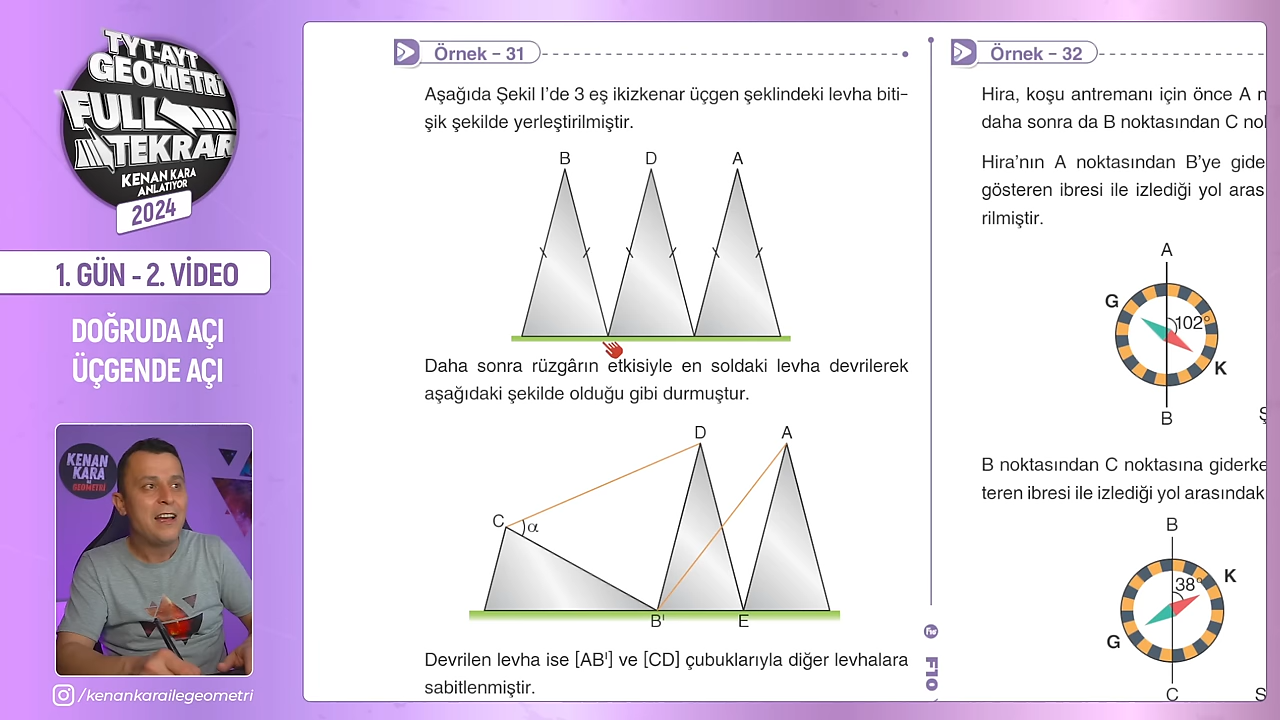 TYT-AYT
GEOMETRİ
FULL
TEKRAR
KENAN KARA
ANLATIYOR
2024
1. GÜN - 2. VİDEO
DOĞRUDA AÇI
ÜÇGENDE AÇI
KENAN
KARA
İLE
GEOMETRİ
/kenankarailegeometri
Örnek – 31
Aşağıda Şekil I’de 3 eş ikizkenar üçgen şeklindeki levha biti-
şik şekilde yerleştirilmiştir.
B D A
Daha sonra rüzgârın etkisiyle en soldaki levha devrilerek
aşağıdaki şekilde olduğu gibi durmuştur.
D A
C α
B' E
Devrilen levha ise [AB'] ve [CD] çubuklarıyla diğer levhalara
sabitlenmiştir.
F10
Örnek – 32
Hira, koşu antremanı için önce A n
daha sonra da B noktasından C nok
Hira’nın A noktasından B’ye gide
gösteren ibresi ile izlediği yol aras
rilmiştir.
A
G
102°
K
B
Ş
B noktasından C noktasına giderke
teren ibresi ile izlediği yol arasındak
B
38°
K
G
C
Ş